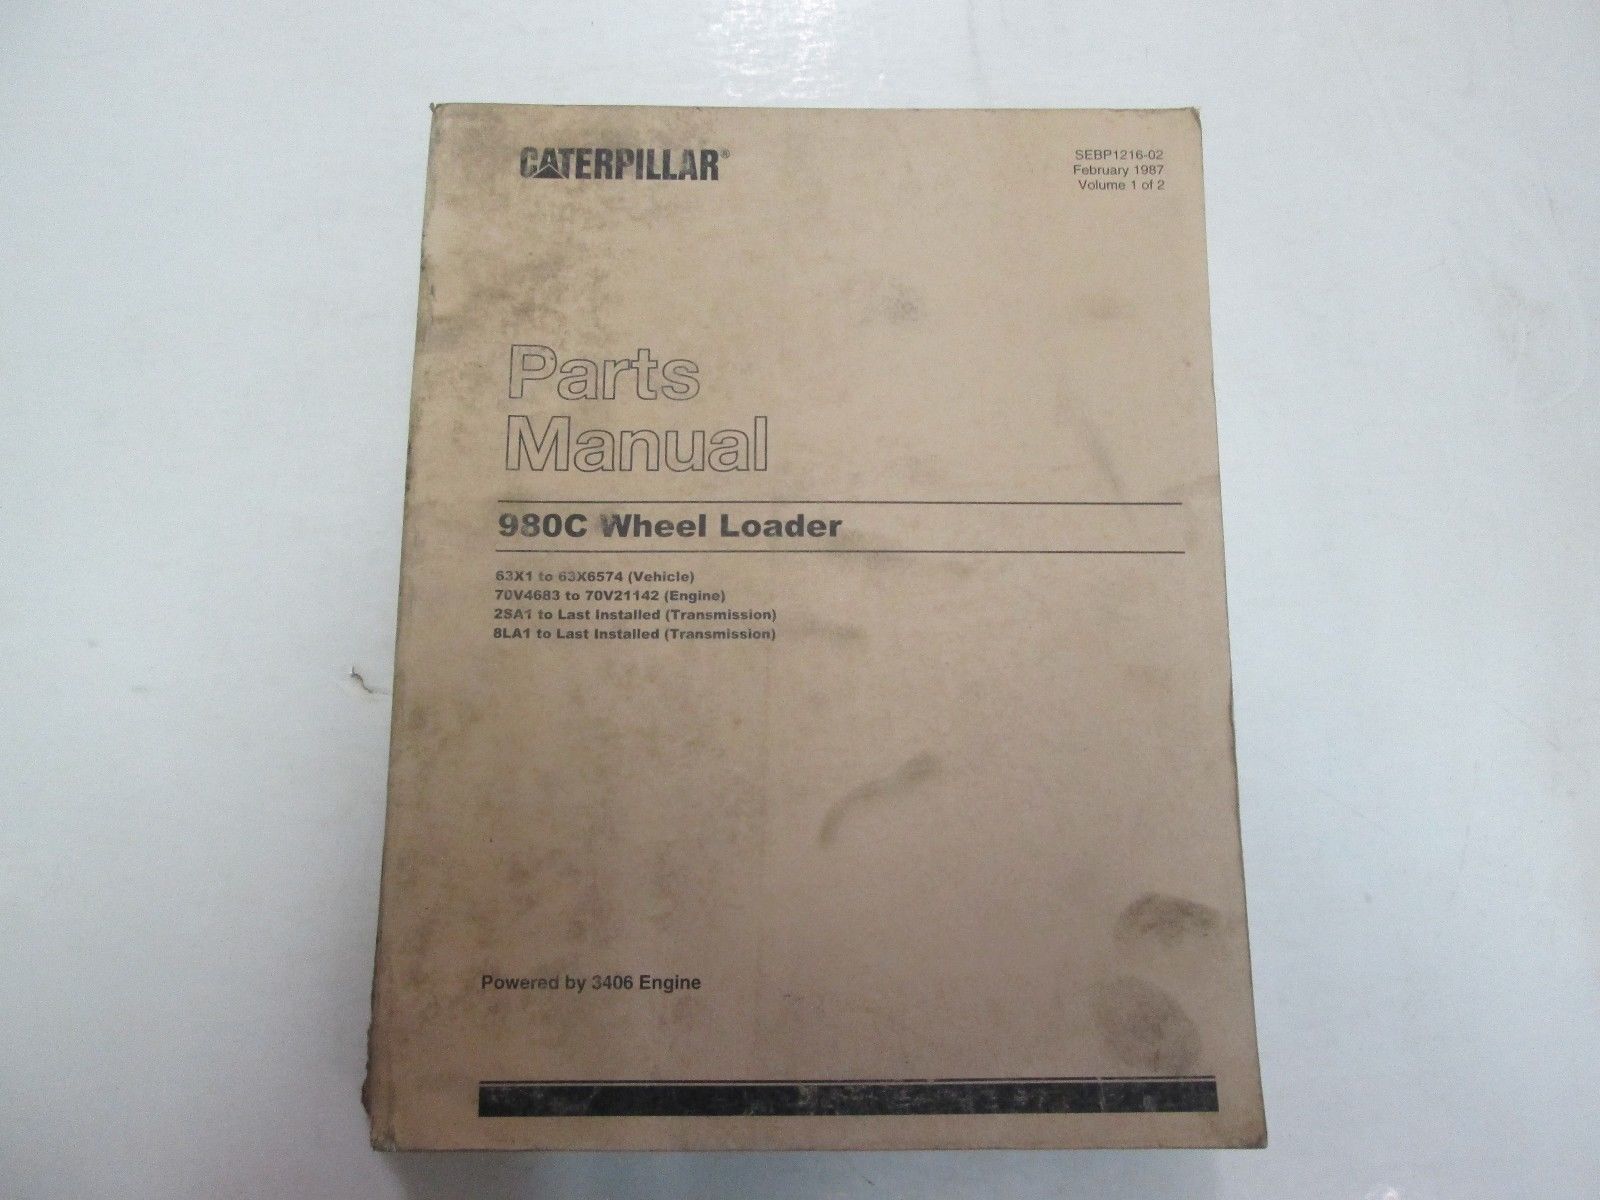 CATERPILLAR®
SEBP1216-02
February 1987
Volume 1 of 2
Parts
Manual
980C Wheel Loader
63X1 to 63X6574 (Vehicle)
70V4683 to 70V21142 (Engine)
2SA1 to Last Installed (Transmission)
8LA1 to Last Installed (Transmission)
Powered by 3406 Engine